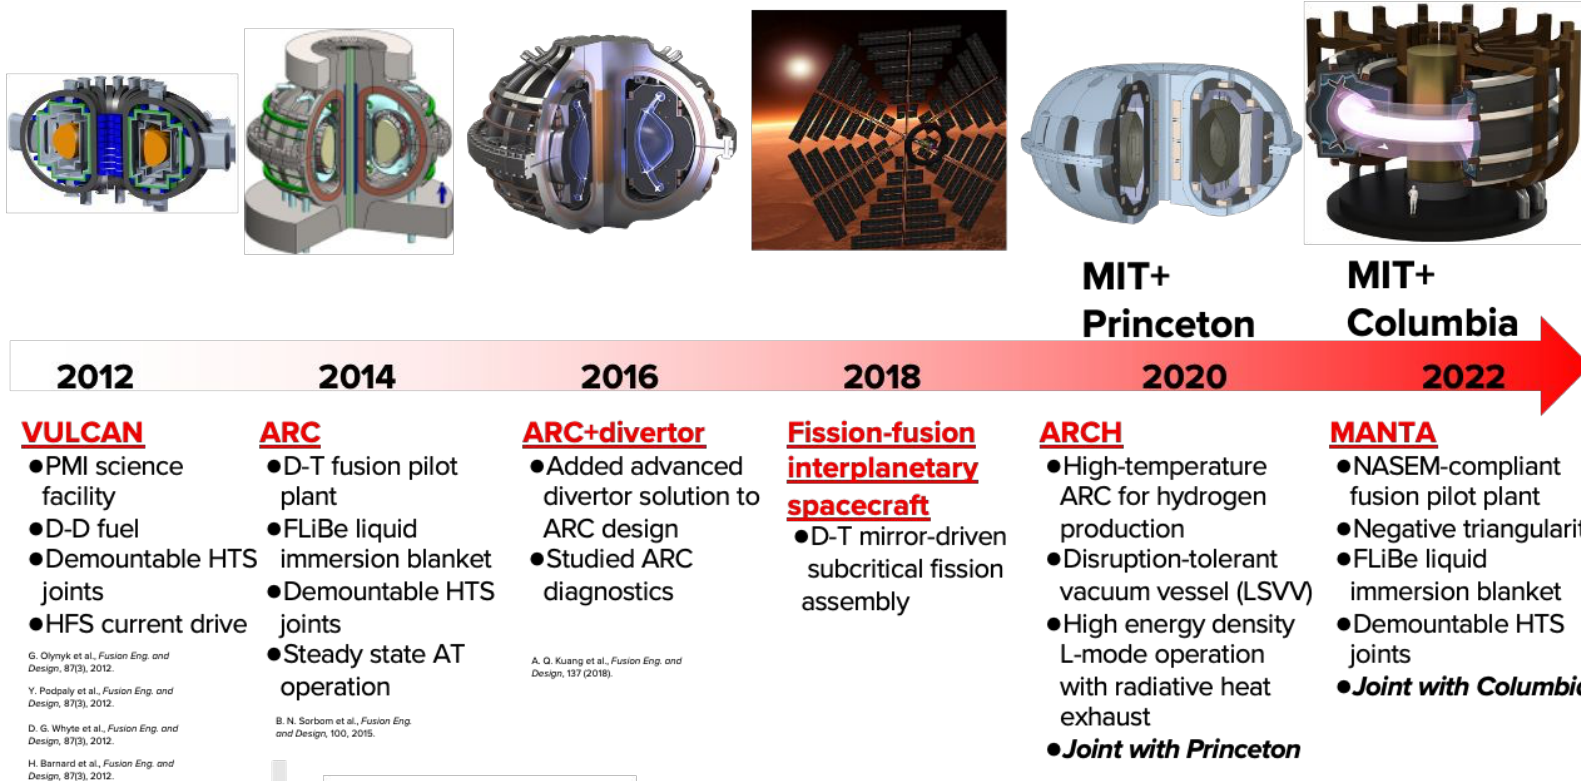 MIT+
Princeton
MIT+
Columbia
2012
2014
2016
2018
2020
2022
VULCAN
●PMI science
facility
●D-D fuel
●Demountable HTS
joints
●HFS current drive
G. Olynyk et al., Fusion Eng. and
Design, 87(3), 2012.
Y. Podpaly et al., Fusion Eng. and
Design, 87(3), 2012.
D. G. Whyte et al., Fusion Eng. and
Design, 87(3), 2012.
H. Barnard et al., Fusion Eng. and
Design, 87(3), 2012.
ARC
●D-T fusion pilot
plant
●FLiBe liquid
immersion blanket
●Demountable HTS
joints
●Steady state AT
operation
B. N. Sorbom et al., Fusion Eng.
and Design, 100, 2015.
ARC+divertor
●Added advanced
divertor solution to
ARC design
●Studied ARC
diagnostics
A. Q. Kuang et al., Fusion Eng. and
Design, 137 (2018).
Fission-fusion
interplanetary
spacecraft
●D-T mirror-driven
subcritical fission
assembly
ARCH
●High-temperature
ARC for hydrogen
production
●Disruption-tolerant
vacuum vessel (LSVV)
●High energy density
L-mode operation
with radiative heat
exhaust
●Joint with Princeton
MANTA
●NASEM-compliant
fusion pilot plant
●Negative triangularit
●FLiBe liquid
immersion blanket
●Demountable HTS
joints
●Joint with Columbia